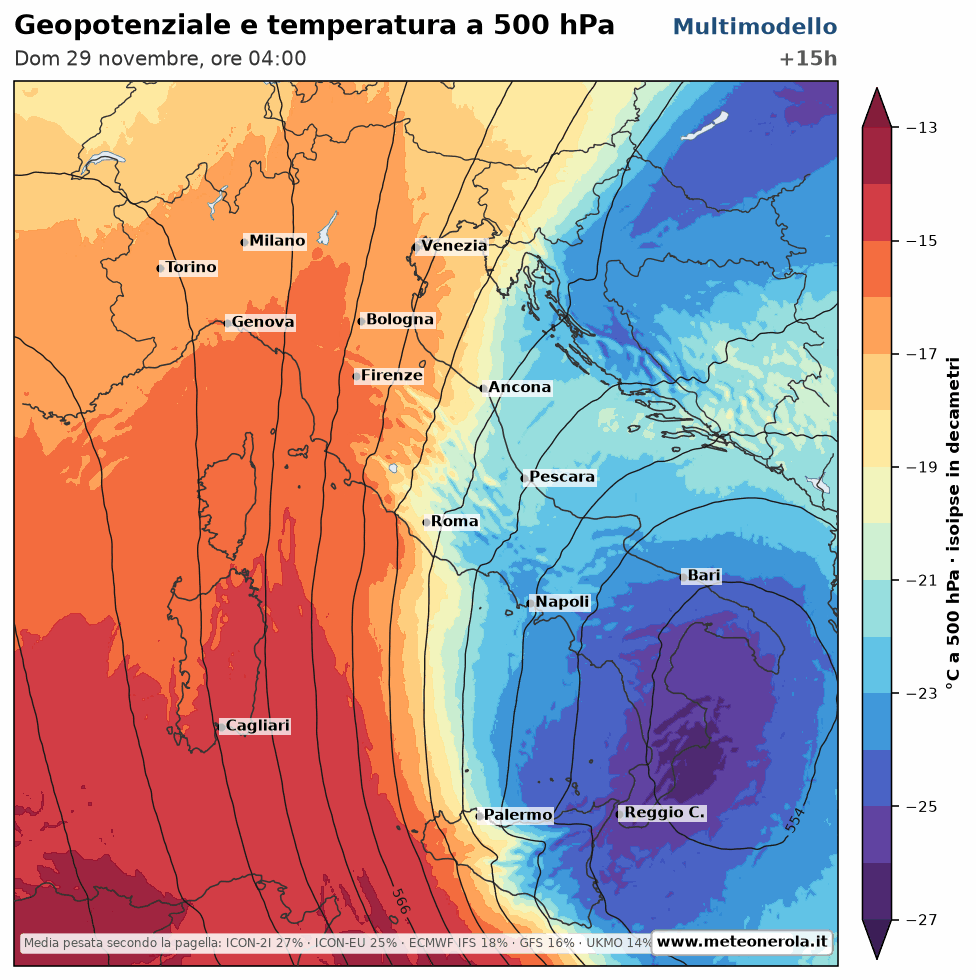 Geopotenziale e temperatura a 500 hPa
Multimodello
Dom 29 novembre, ore 04:00
+15h
Milano
Venezia
Torino
Genova
Bologna
Firenze
Ancona
Pescara
Roma
Bari
Napoli
Cagliari
Palermo
Reggio C.
554
566
−13
−15
−17
−19
−21
−23
−25
−27
°C a 500 hPa · isoipse in decametri
Media pesata secondo la pagella: ICON-2I 27% · ICON-EU 25% · ECMWF IFS 18% · GFS 16% · UKMO 14%
www.meteonerola.it